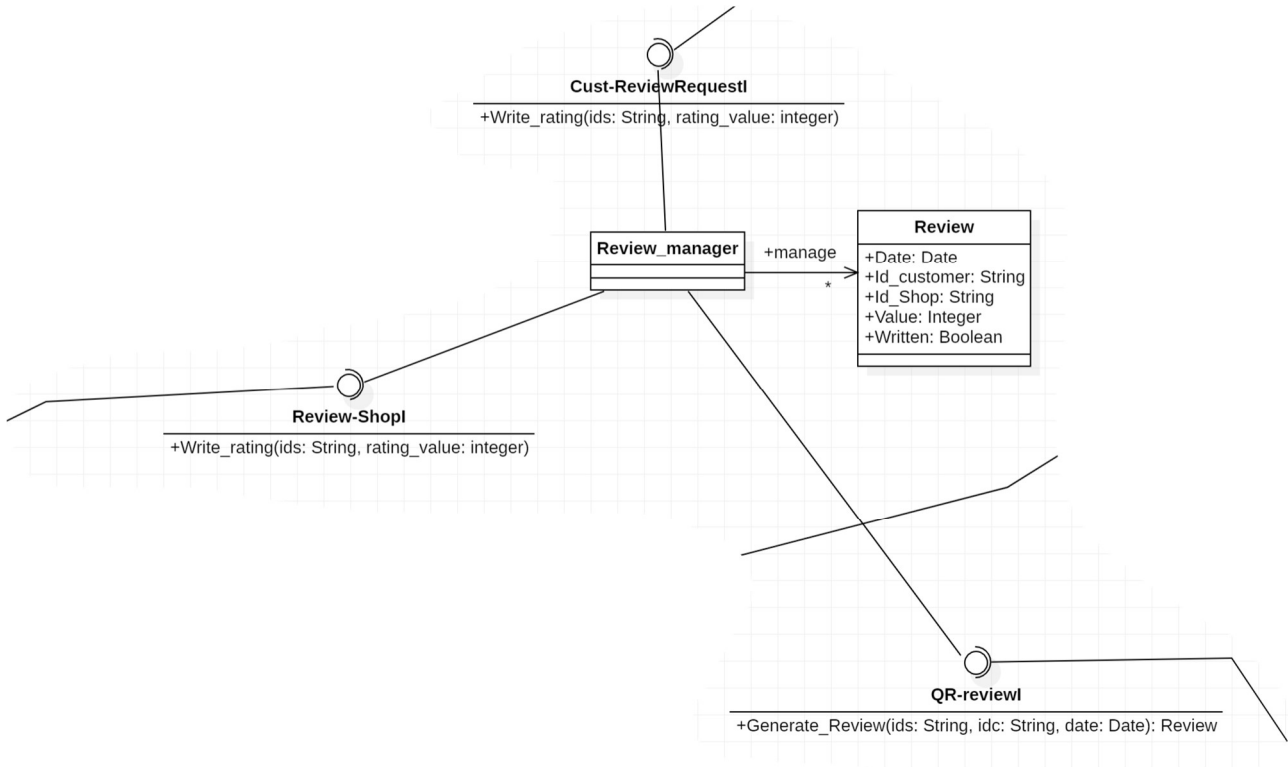 Cust-ReviewRequestI
+Write_rating(ids: String, rating_value: integer)
Review_manager
+manage
*
Review
+Date: Date
+Id_customer: String
+Id_Shop: String
+Value: Integer
+Written: Boolean
Review-ShopI
+Write_rating(ids: String, rating_value: integer)
QR-reviewI
+Generate_Review(ids: String, idc: String, date: Date): Review